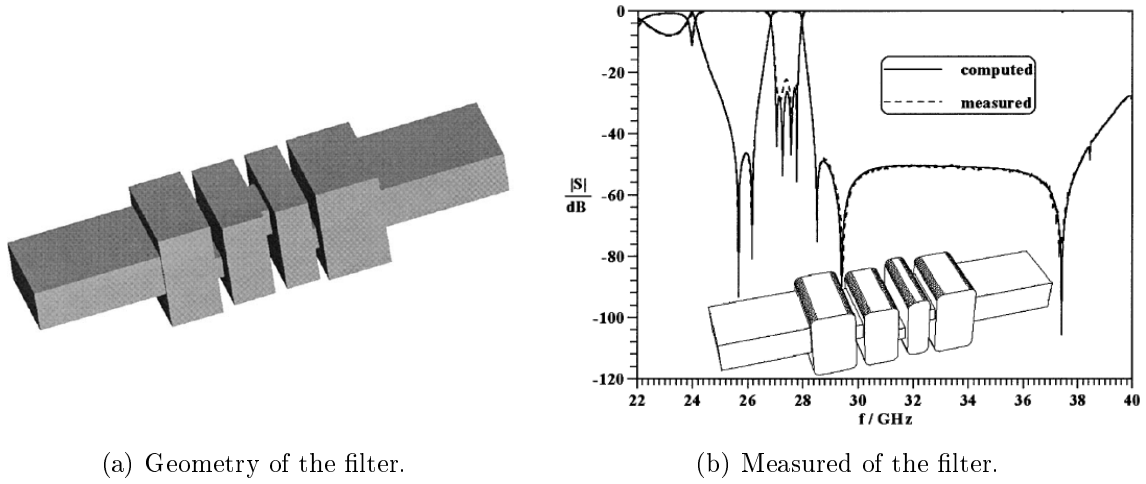 0
-20
-40
-60
-80
-100
-120
|S|
dB
computed
measured
22 24 26 28 30 32 34 36 38 40
f / GHz
(a) Geometry of the filter.
(b) Measured of the filter.